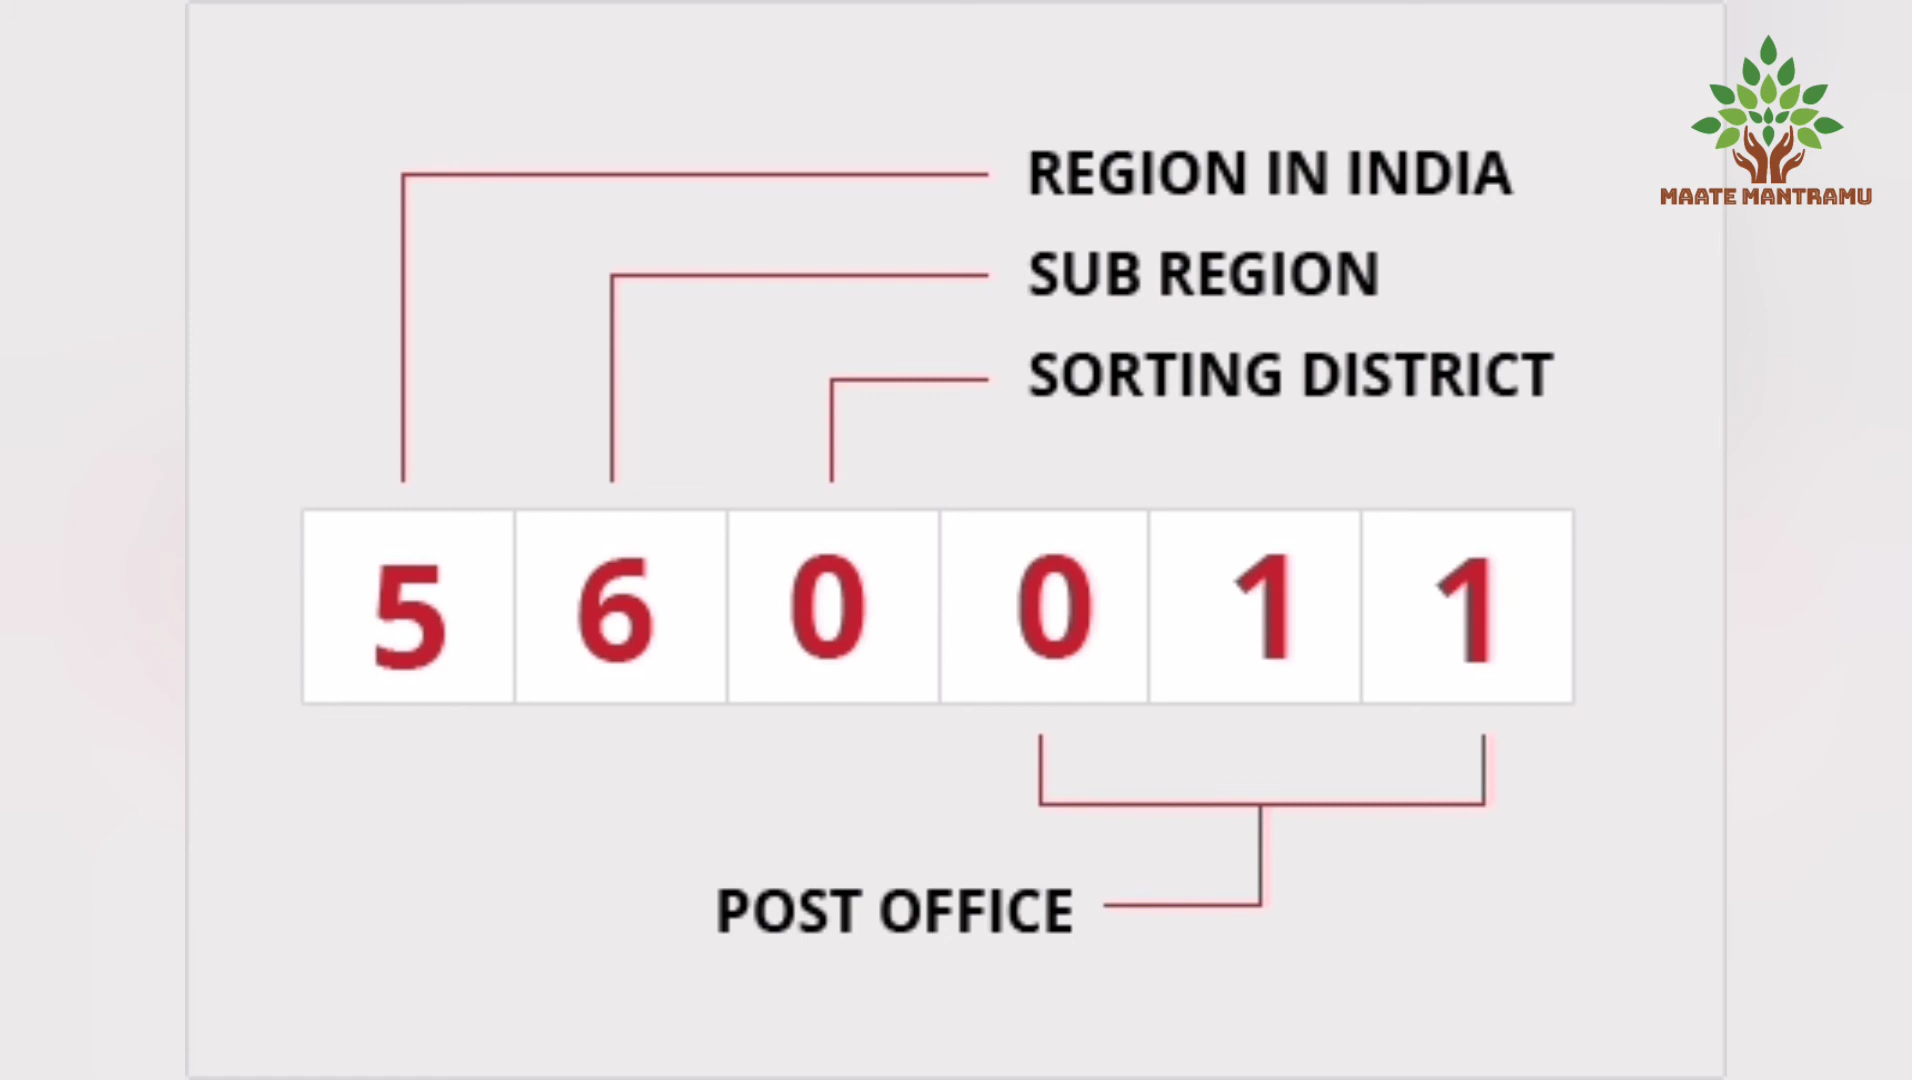 REGION IN INDIA
SUB REGION
SORTING DISTRICT
5 6 0 0 1 1
POST OFFICE
MAATE MANTRAMU